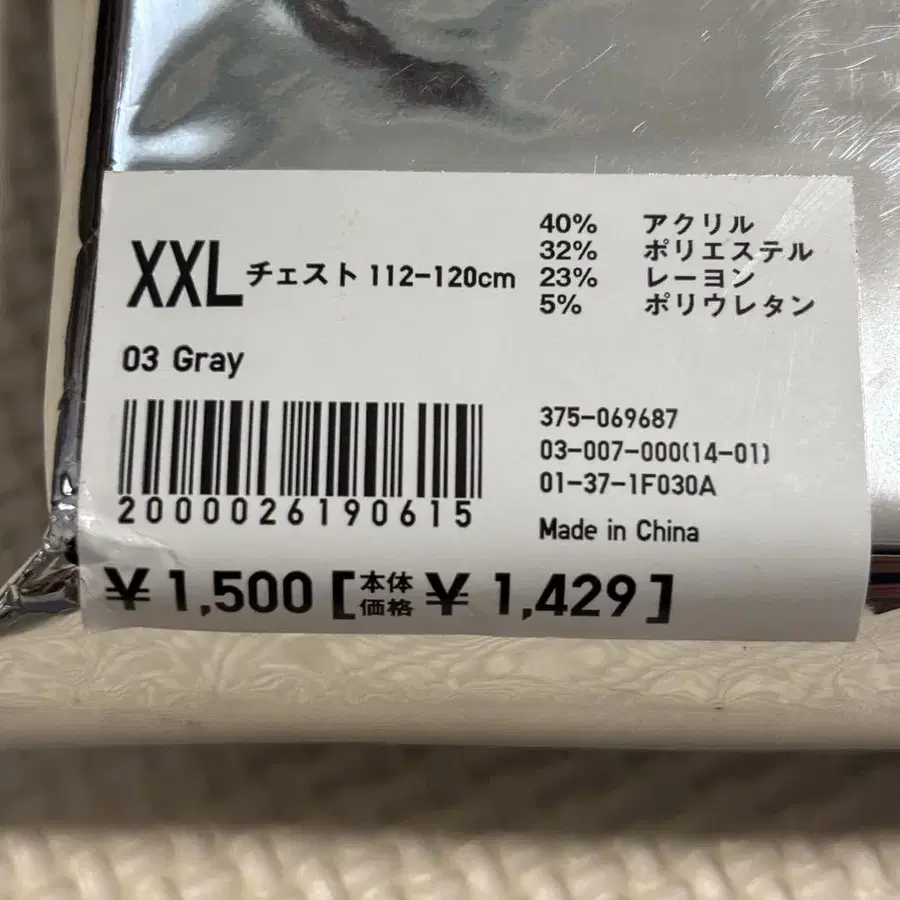 XXL チェスト 112-120cm
40% アクリル
32% ポリエステル
23% レーヨン
5% ポリウレタン
03 Gray
2000026190615
375-069687
03-007-000(14-01)
01-37-1F030A
Made in China
¥ 1,500 [本体価格 ¥ 1,429]